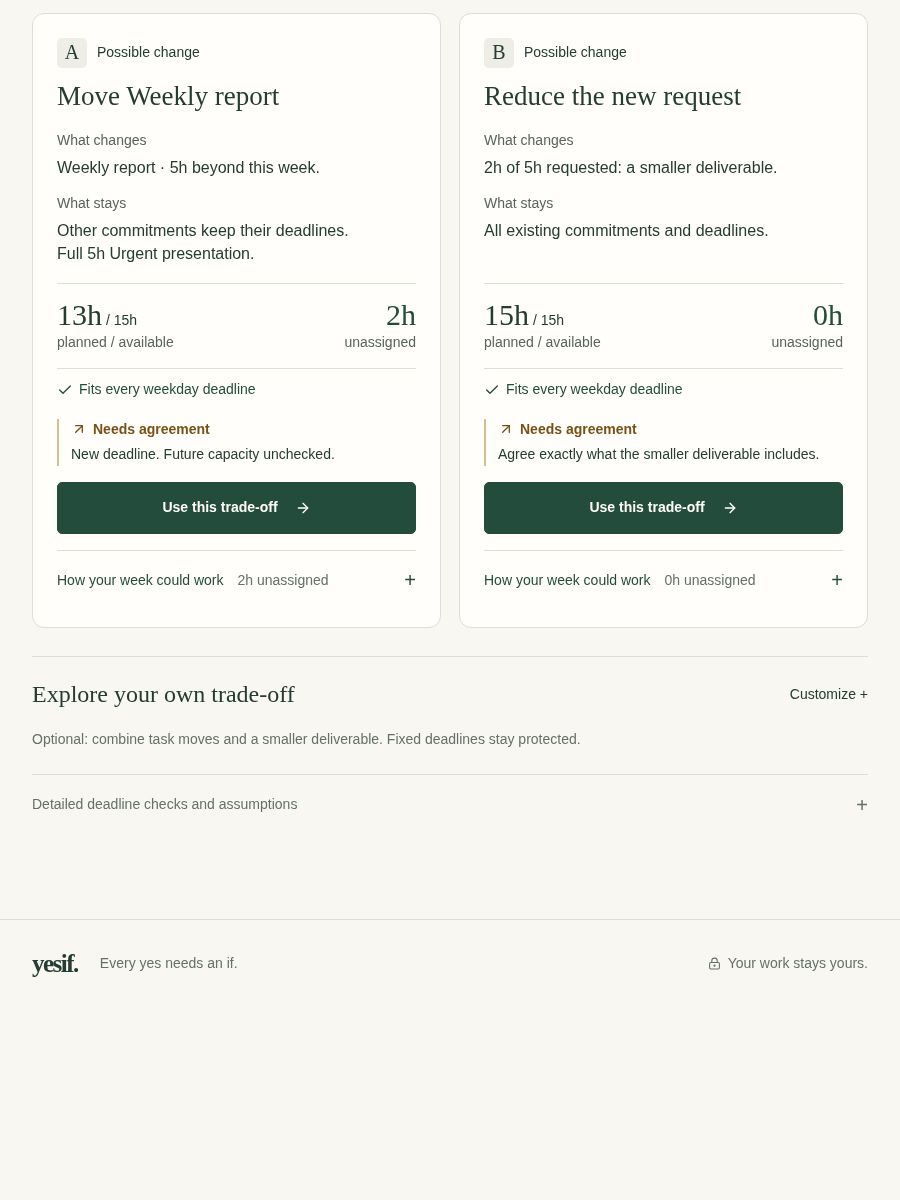 A Possible change
Move Weekly report
What changes
Weekly report · 5h beyond this week.
What stays
Other commitments keep their deadlines.
Full 5h Urgent presentation.
13h / 15h 2h
planned / available unassigned
Fits every weekday deadline
Needs agreement
New deadline. Future capacity unchecked.
Use this trade-off →
How your week could work 2h unassigned +
B Possible change
Reduce the new request
What changes
2h of 5h requested: a smaller deliverable.
What stays
All existing commitments and deadlines.
15h / 15h 0h
planned / available unassigned
Fits every weekday deadline
Needs agreement
Agree exactly what the smaller deliverable includes.
Use this trade-off →
How your week could work 0h unassigned +
Explore your own trade-off Customize +
Optional: combine task moves and a smaller deliverable. Fixed deadlines stay protected.
Detailed deadline checks and assumptions +
yesif. Every yes needs an if. Your work stays yours.